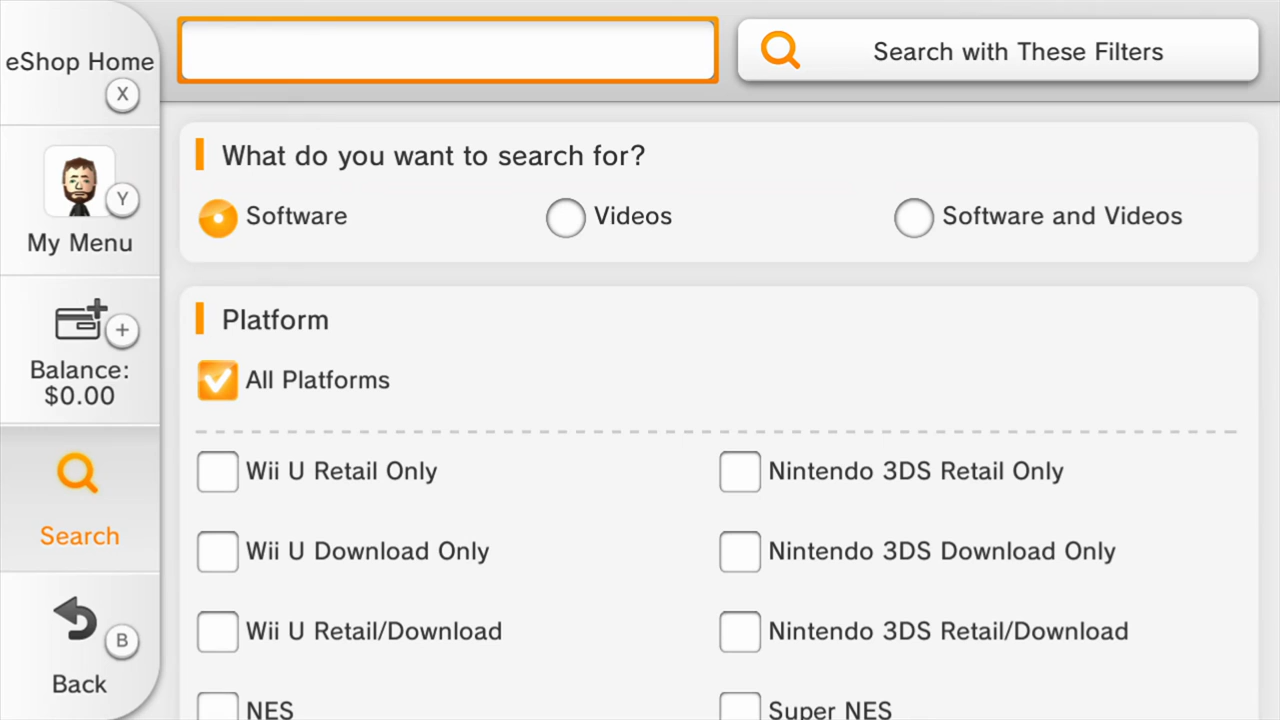 eShop Home
X
Y
My Menu
+
Balance:
$0.00
Search
B
Back
Search with These Filters
What do you want to search for?
Software
Videos
Software and Videos
Platform
All Platforms
Wii U Retail Only
Nintendo 3DS Retail Only
Wii U Download Only
Nintendo 3DS Download Only
Wii U Retail/Download
Nintendo 3DS Retail/Download
NES
Super NES